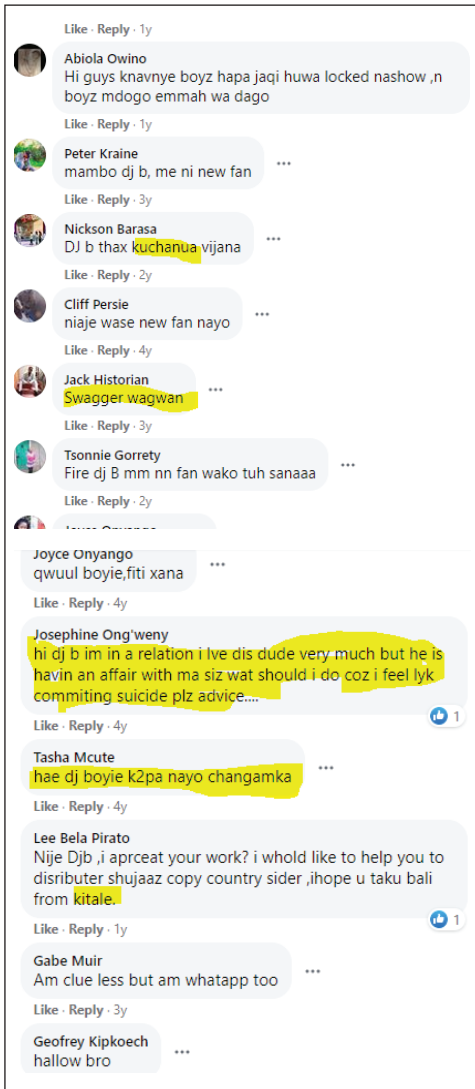 Like · Reply · 1y
Abiola Owino
Hi guys knavnye boyz hapa jaqi huwa locked nashow ,n
boyz mdogo emmah wa dago
Like · Reply · 1y
Peter Kraine
mambo dj b, me ni new fan
Like · Reply · 3y
Nickson Barasa
DJ b thax kuchanua vijana
Like · Reply · 2y
Cliff Persie
niaje wase new fan nayo
Like · Reply · 4y
Jack Historian
Swagger wagwan
Like · Reply · 3y
Tsonnie Gorrety
Fire dj B mm nn fan wako tuh sanaaa
Like · Reply · 2y
Joyce Onyango
Joyce Onyango
qwuul boyie,fiti xana
Like · Reply · 4y
Josephine Ong'weny
hi dj b im in a relation i lve dis dude very much but he is
havin an affair with ma siz wat should i do coz i feel lyk
commiting suicide plz advice....
1
Like · Reply · 4y
Tasha Mcute
hae dj boyie k2pa nayo changamka
Like · Reply · 4y
Lee Bela Pirato
Nije Djb ,i aprceat your work? i whold like to help you to
disributer shujaaz copy country sider ,ihope u taku bali
from kitale.
1
Like · Reply · 1y
Gabe Muir
Am clue less but am whatapp too
Like · Reply · 3y
Geofrey Kipkoech
hallow bro